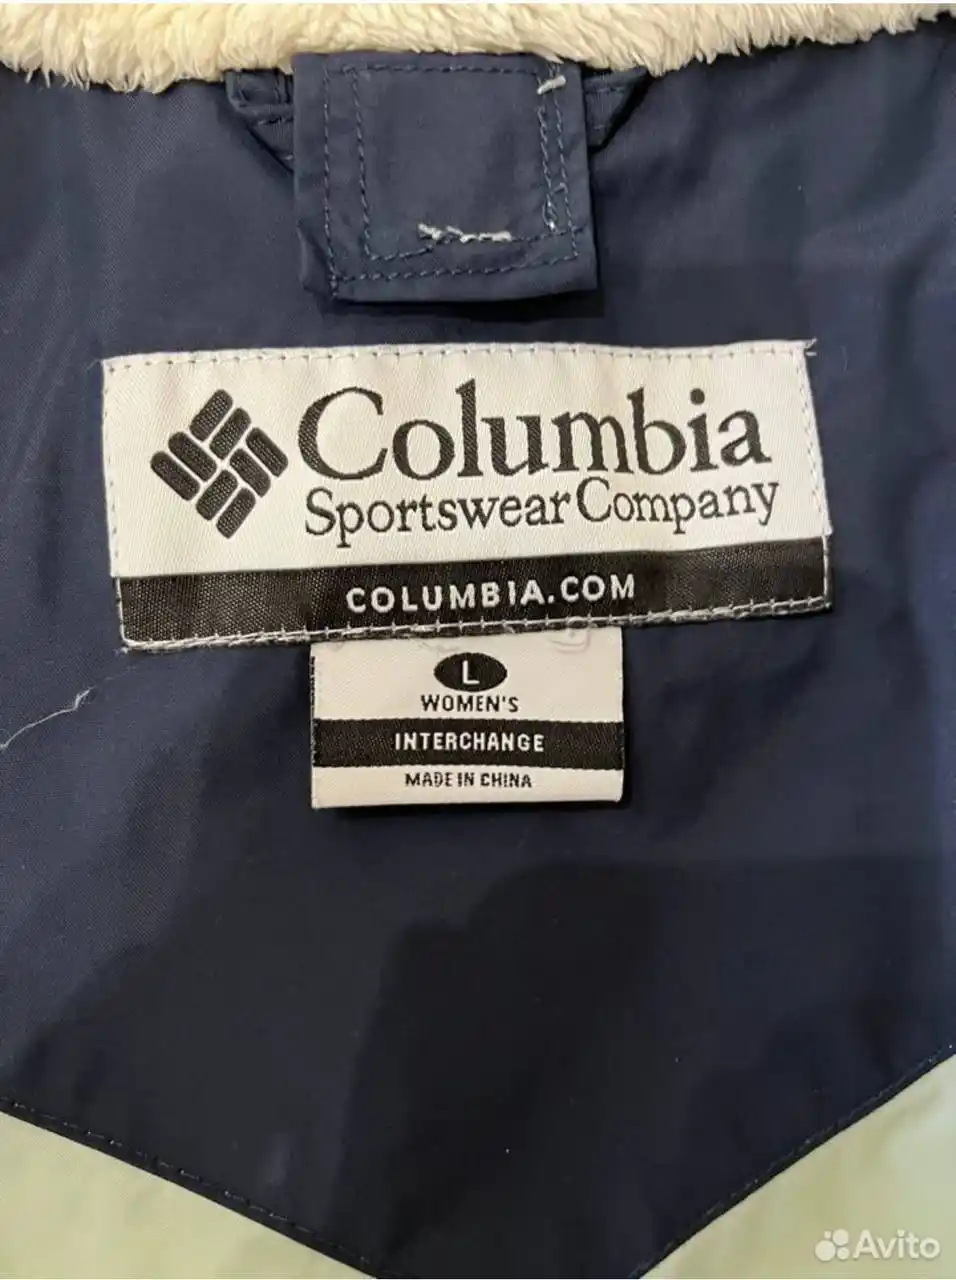 Columbia
Sportswear Company
COLUMBIA.COM
L
WOMEN'S
INTERCHANGE
MADE IN CHINA
Avito